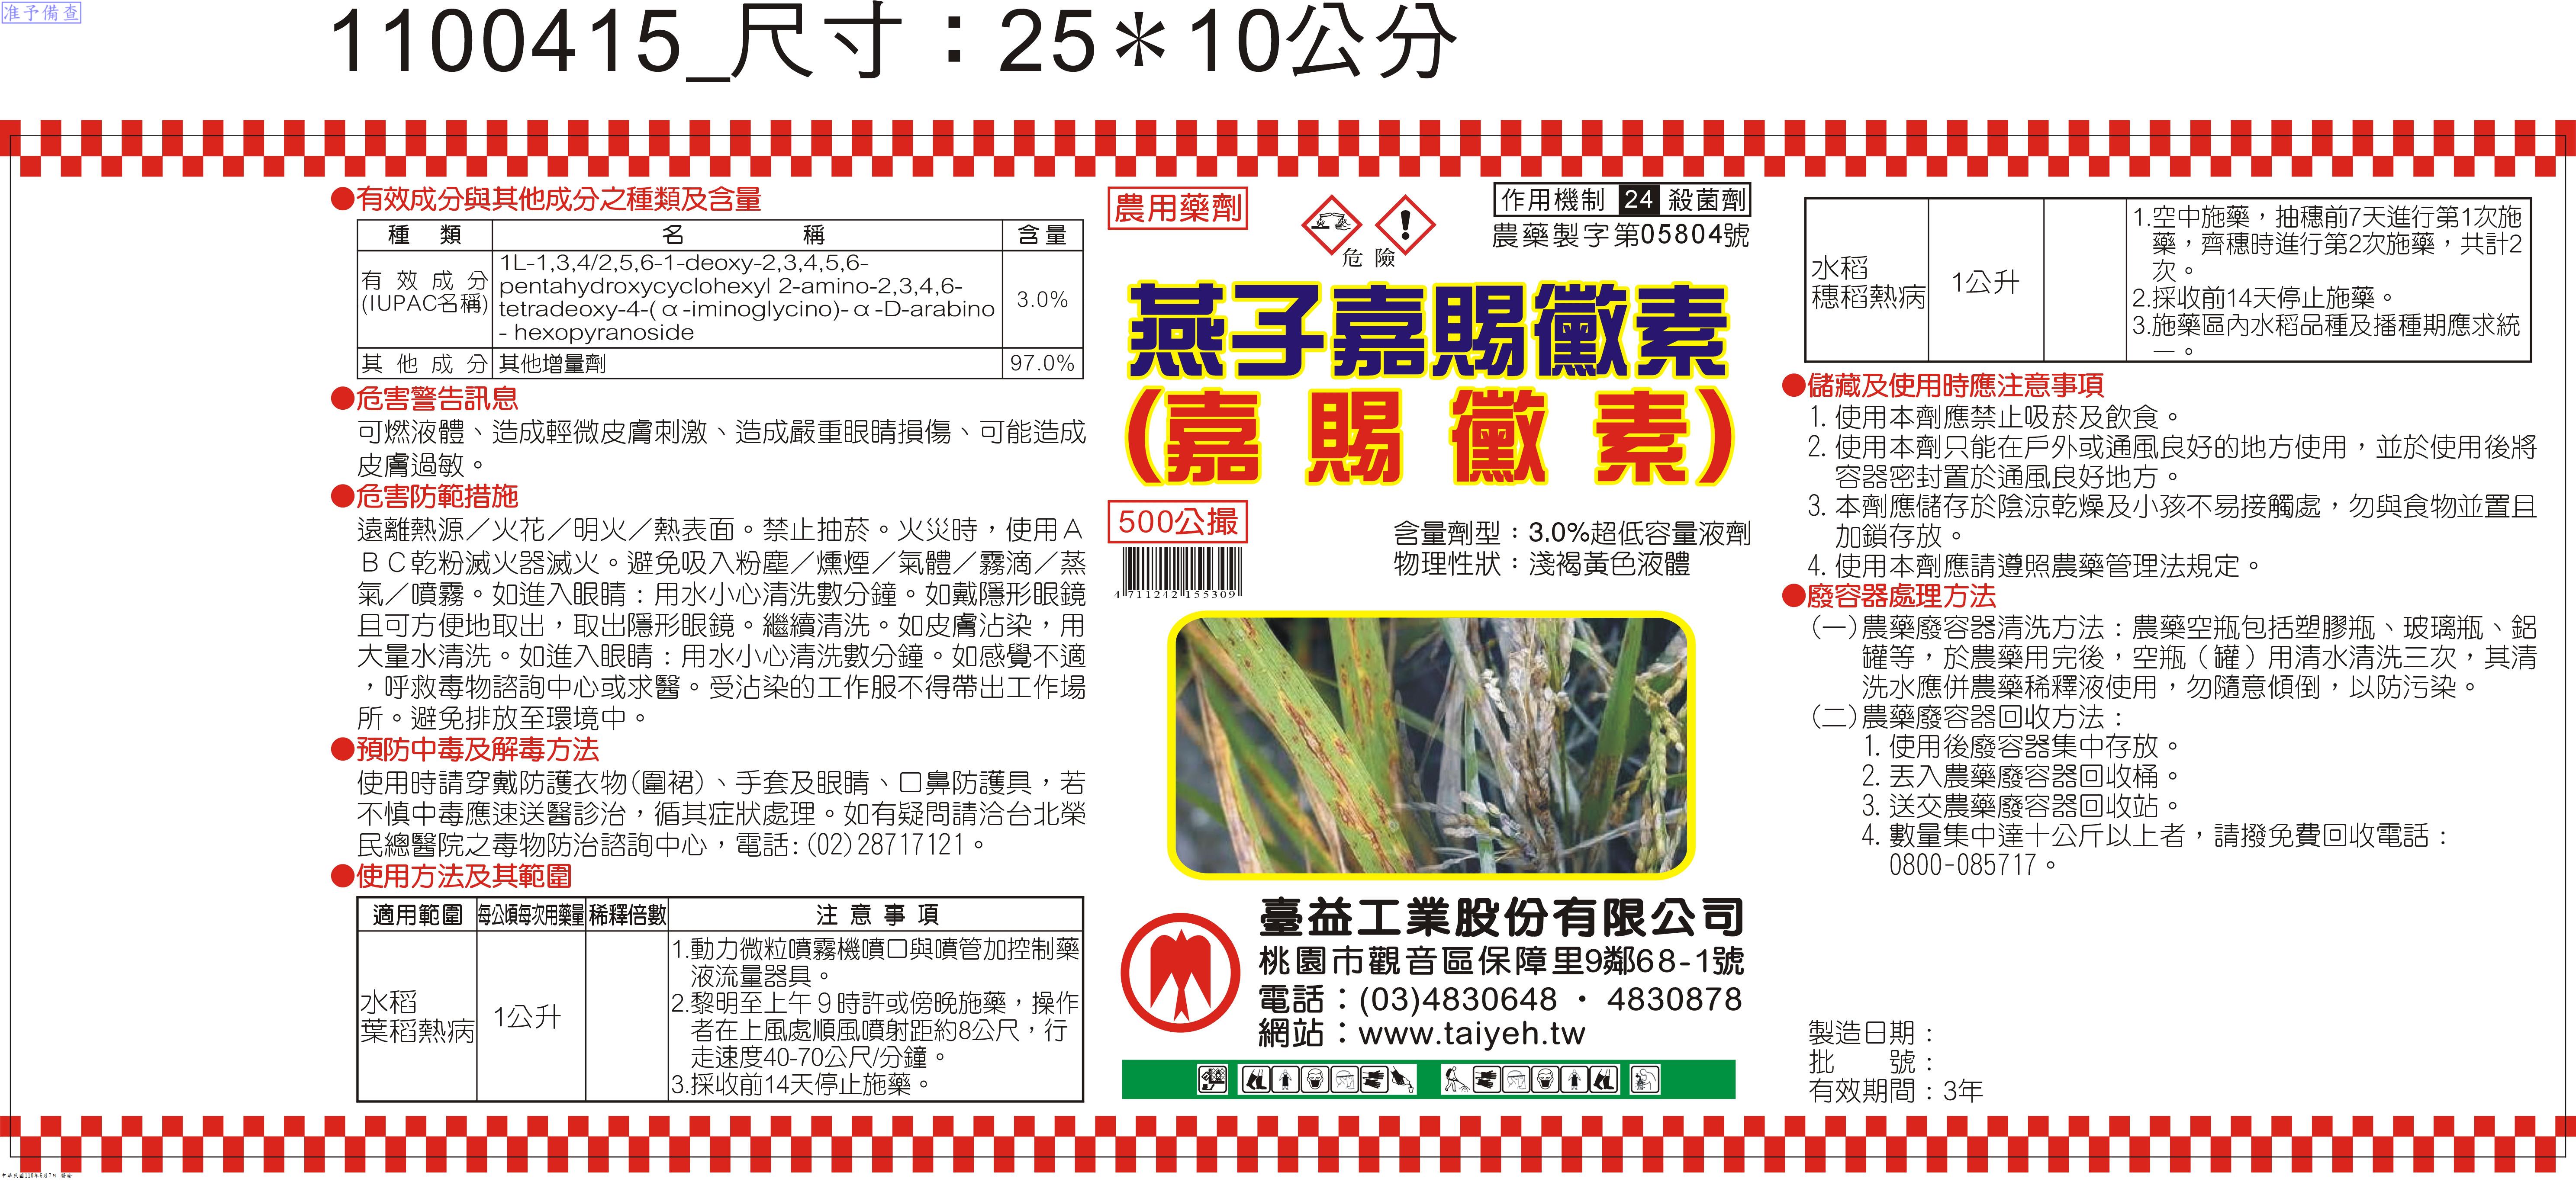 准予備查
1100415_尺寸：25＊10公分
●有效成分與其他成分之種類及含量
種 類 名 稱 含量
有效成分
(IUPAC名稱)
1L-1,3,4/2,5,6-1-deoxy-2,3,4,5,6-
pentahydroxycyclohexyl 2-amino-2,3,4,6-
tetradeoxy-4-(α-iminoglycino)-α-D-arabino
- hexopyranoside
3.0%
其他成分 其他增量劑 97.0%
●危害警告訊息
可燃液體、造成輕微皮膚刺激、造成嚴重眼睛損傷、可能造成
皮膚過敏。
●危害防範措施
遠離熱源／火花／明火／熱表面。禁止抽菸。火災時，使用Ａ
ＢＣ乾粉滅火器滅火。避免吸入粉塵／燻煙／氣體／霧滴／蒸
氣／噴霧。如進入眼睛：用水小心清洗數分鐘。如戴隱形眼鏡
且可方便地取出，取出隱形眼鏡。繼續清洗。如皮膚沾染，用
大量水清洗。如進入眼睛：用水小心清洗數分鐘。如感覺不適
，呼救毒物諮詢中心或求醫。受沾染的工作服不得帶出工作場
所。避免排放至環境中。
●預防中毒及解毒方法
使用時請穿戴防護衣物(圍裙)、手套及眼睛、口鼻防護具，若
不慎中毒應速送醫診治，循其症狀處理。如有疑問請洽台北榮
民總醫院之毒物防治諮詢中心，電話:(02)28717121。
●使用方法及其範圍
適用範圍 每公頃每次用藥量 稀釋倍數 注意事項
水稻
葉稻熱病
1公升
1.動力微粒噴霧機噴口與噴管加控制藥
液流量器具。
2.黎明至上午９時許或傍晚施藥，操作
者在上風處順風噴射距約8公尺，行
走速度40-70公尺/分鐘。
3.採收前14天停止施藥。
農用藥劑
危險
作用機制 24 殺菌劑
農藥製字第05804號
燕子嘉賜黴素
(嘉賜黴素)
500公撮
4 711242 155309
含量劑型：3.0%超低容量液劑
物理性狀：淺褐黃色液體
臺益工業股份有限公司
桃園市觀音區保障里9鄰68-1號
電話：(03)4830648 · 4830878
網站：www.taiyeh.tw
水稻
穗稻熱病
1公升
1.空中施藥，抽穗前7天進行第1次施
藥，齊穗時進行第2次施藥，共計2
次。
2.採收前14天停止施藥。
3.施藥區內水稻品種及播種期應求統
一。
●儲藏及使用時應注意事項
1. 使用本劑應禁止吸菸及飲食。
2. 使用本劑只能在戶外或通風良好的地方使用，並於使用後將
容器密封置於通風良好地方。
3. 本劑應儲存於陰涼乾燥及小孩不易接觸處，勿與食物並置且
加鎖存放。
4. 使用本劑應請遵照農藥管理法規定。
●廢容器處理方法
(一)農藥廢容器清洗方法：農藥空瓶包括塑膠瓶、玻璃瓶、鋁
罐等，於農藥用完後，空瓶（罐）用清水清洗三次，其清
洗水應併農藥稀釋液使用，勿隨意傾倒，以防污染。
(二)農藥廢容器回收方法：
1. 使用後廢容器集中存放。
2. 丟入農藥廢容器回收桶。
3. 送交農藥廢容器回收站。
4. 數量集中達十公斤以上者，請撥免費回收電話：
0800-085717。
製造日期：
批 號：
有效期間：3年